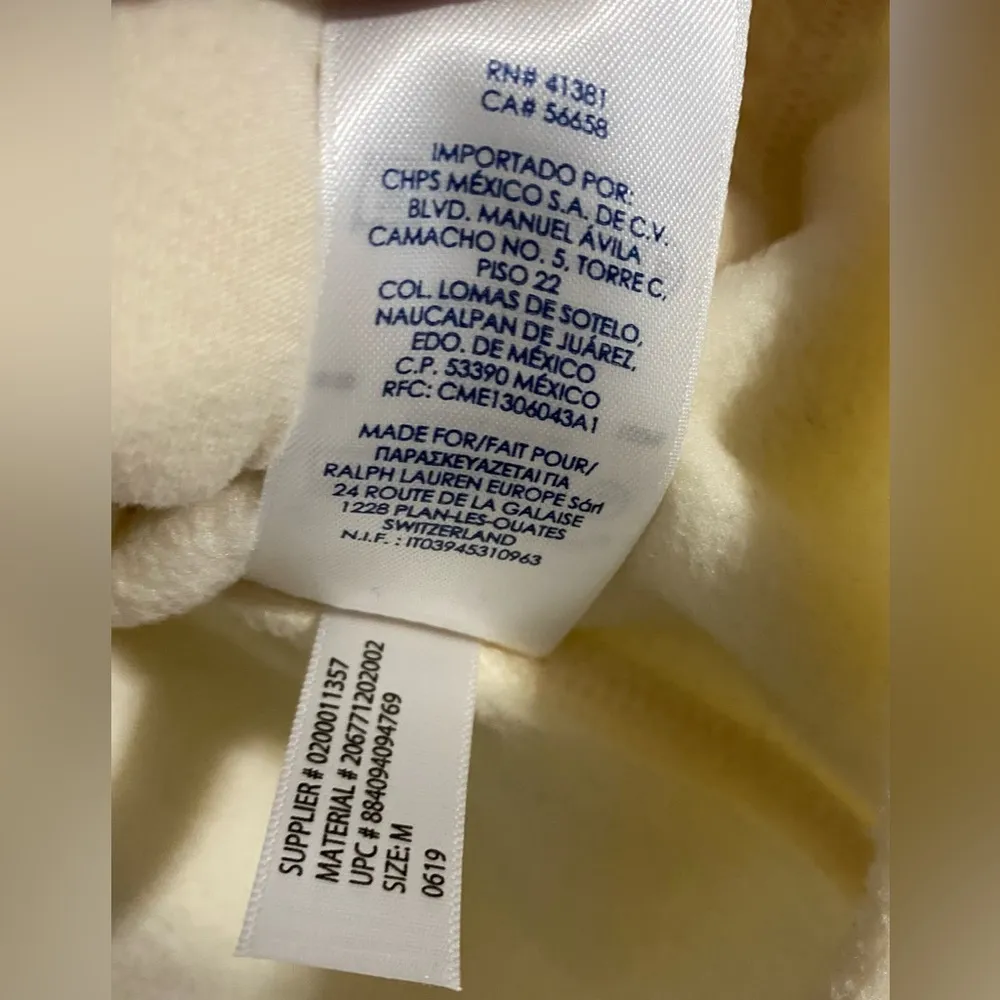 RN# 41381
CA# 56658
IMPORTADO POR:
CHPS MÉXICO S.A. DE C.V.
BLVD. MANUEL ÁVILA
CAMACHO NO. 5, TORRE C,
PISO 22
COL. LOMAS DE SOTELO,
NAUCALPAN DE JUÁREZ,
EDO. DE MÉXICO
C.P. 53390 MÉXICO
RFC: CME1306043A1
MADE FOR/FAIT POUR/
ΠΑΡΑΣΚΕΥΑΖΕΤΑΙ ΓΙΑ
RALPH LAUREN EUROPE Sárl
24 ROUTE DE LA GALAISE
1228 PLAN-LES-OUATES
SWITZERLAND
N.I.F. : IT03945310963
SUPPLIER # 0200011357
MATERIAL # 206771202002
UPC # 884094094769
SIZE: M
0619